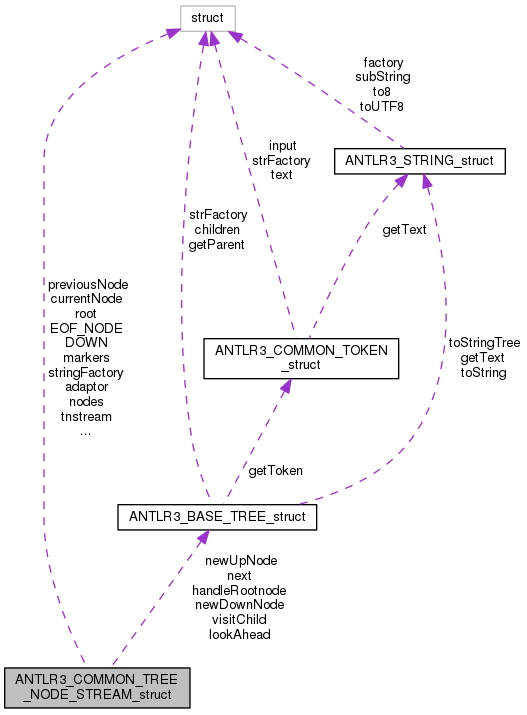 struct
factory
subString
to8
toUTF8
input
strFactory
text
ANTLR3_STRING_struct
strFactory
children
getParent
getText
previousNode
currentNode
root
EOF_NODE
DOWN
markers
stringFactory
adaptor
nodes
tnstream
...
ANTLR3_COMMON_TOKEN
_struct
toStringTree
getText
toString
getToken
ANTLR3_BASE_TREE_struct
newUpNode
next
handleRootnode
newDownNode
visitChild
lookAhead
ANTLR3_COMMON_TREE
_NODE_STREAM_struct